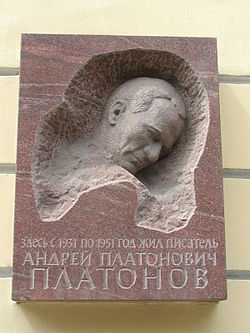 ЗДЕСЬ С 1931 ПО 1951 ГОД ЖИЛ ПИСАТЕЛЬ
АНДРЕЙ ПЛАТОНОВИЧ
ПЛАТОНОВ